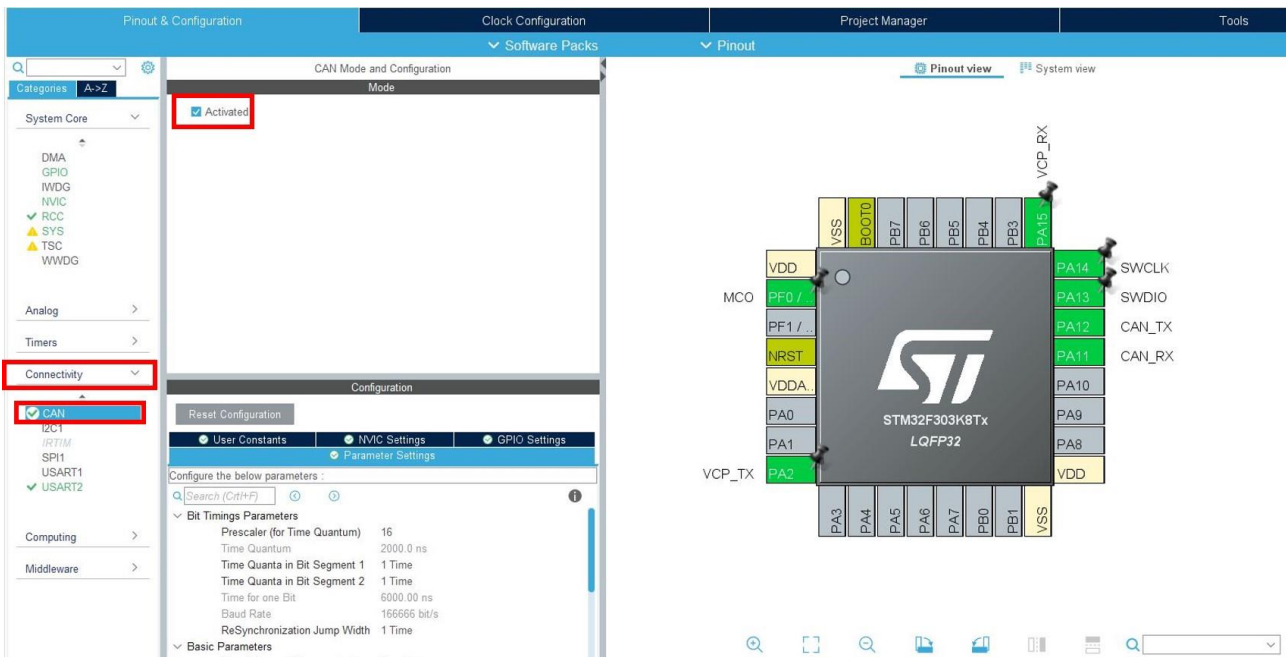 Pinout & Configuration
Clock Configuration
Project Manager
Tools
Software Packs
Pinout
Categories
A->Z
System Core
DMA
GPIO
IWDG
NVIC
RCC
SYS
TSC
WWDG
Analog
Timers
Connectivity
CAN
I2C1
IRTIM
SPI1
USART1
USART2
Computing
Middleware
CAN Mode and Configuration
Mode
Activated
Configuration
Reset Configuration
User Constants
NVIC Settings
GPIO Settings
Parameter Settings
Configure the below parameters :
Search (Crtl+F)
Bit Timings Parameters
Prescaler (for Time Quantum) 16
Time Quantum 2000.0 ns
Time Quanta in Bit Segment 1 1 Time
Time Quanta in Bit Segment 2 1 Time
Time for one Bit 6000.00 ns
Baud Rate 166666 bit/s
ReSynchronization Jump Width 1 Time
Basic Parameters
Pinout view
System view
VCP_RX
VSS
BOOT0
PB7
PB6
PB5
PB4
PB3
PA15
VDD
MCO PF0 / ..
PF1 / ..
NRST
VDDA..
PA0
PA1
VCP_TX PA2
STM32F303K8Tx
LQFP32
PA14 SWCLK
PA13 SWDIO
PA12 CAN_TX
PA11 CAN_RX
PA10
PA9
PA8
VDD
PA3
PA4
PA5
PA6
PA7
PB0
PB1
VSS